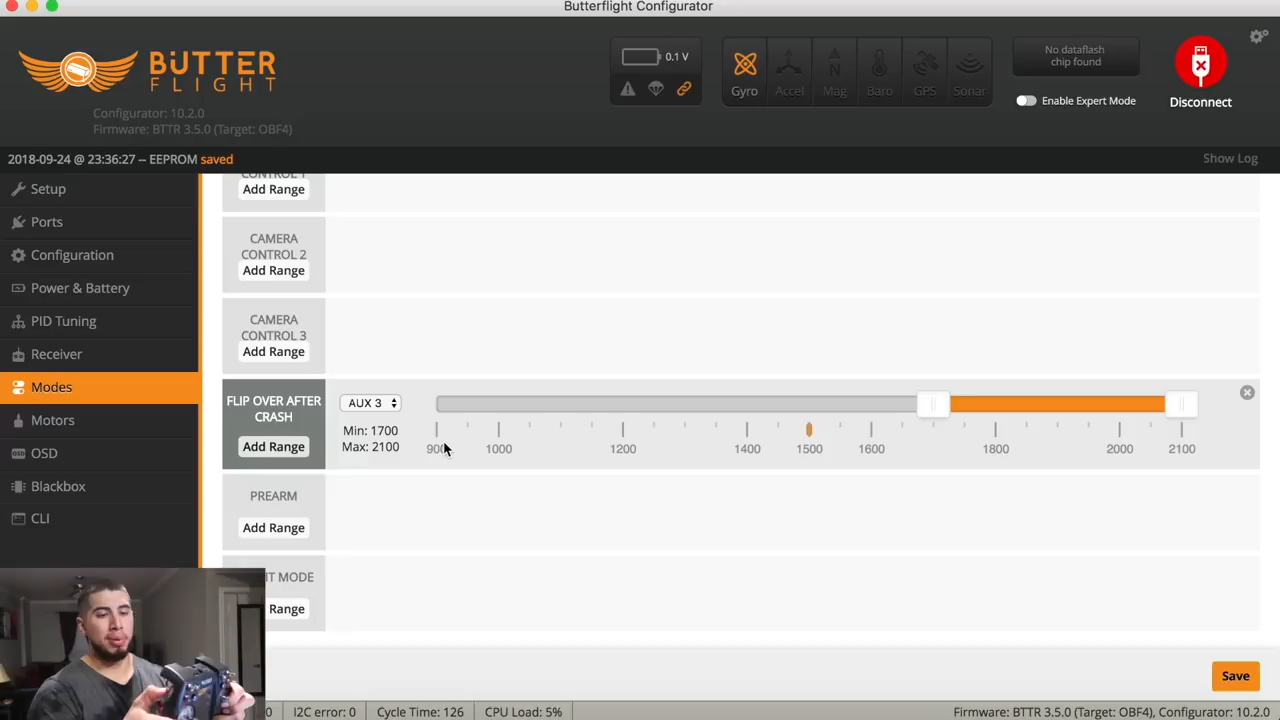 Butterflight Configurator
BUTTER
FLIGHT
Configurator: 10.2.0
Firmware: BTTR 3.5.0 (Target: OBF4)
0.1 V
Gyro
Accel
Mag
Baro
GPS
Sonar
No dataflash
chip found
Enable Expert Mode
Disconnect
2018-09-24 @ 23:36:27 -- EEPROM saved
Show Log
Setup
Ports
Configuration
Power & Battery
PID Tuning
Receiver
Modes
Motors
OSD
Blackbox
CLI
CONTROL 1
Add Range
CAMERA
CONTROL 2
Add Range
CAMERA
CONTROL 3
Add Range
FLIP OVER AFTER
CRASH
Add Range
AUX 3
Min: 1700
Max: 2100
900 1000 1200 1400 1500 1600 1800 2000 2100
PREARM
Add Range
MODE
Range
Save
0 I2C error: 0 Cycle Time: 126 CPU Load: 5%
Firmware: BTTR 3.5.0 (Target: OBF4), Configurator: 10.2.0